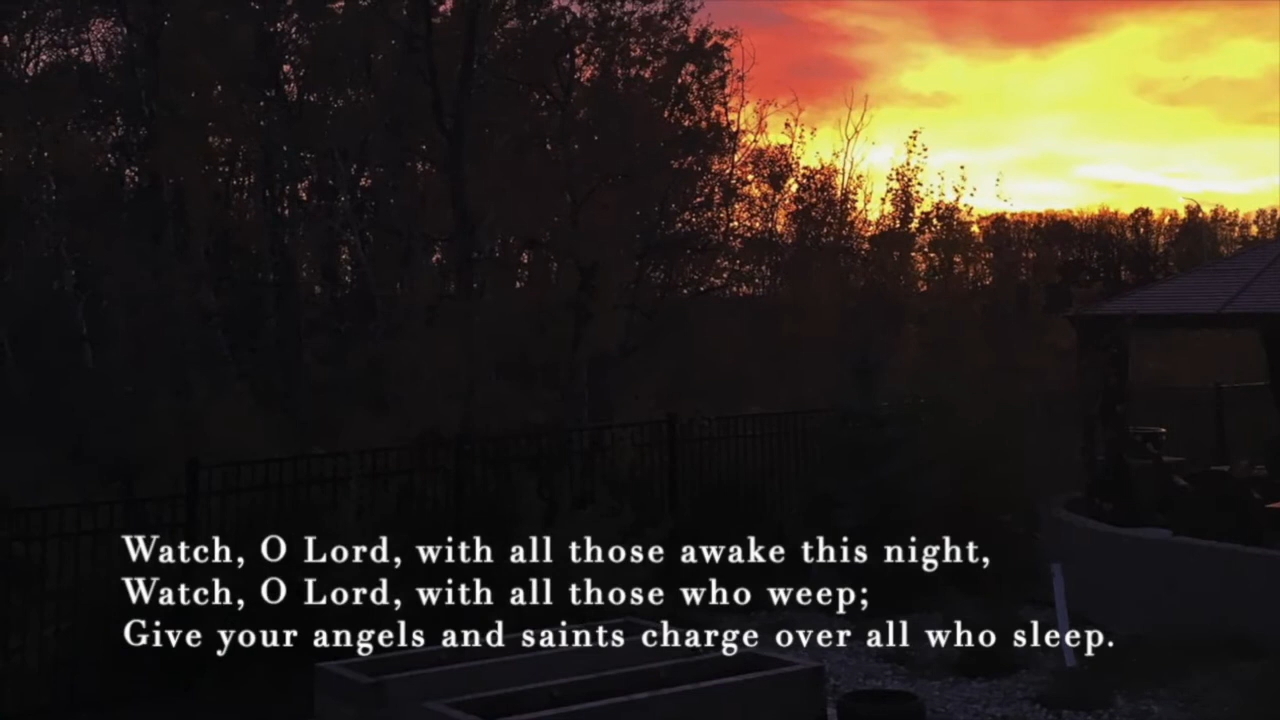 Watch, O Lord, with all those awake this night,
Watch, O Lord, with all those who weep;
Give your angels and saints charge over all who sleep.